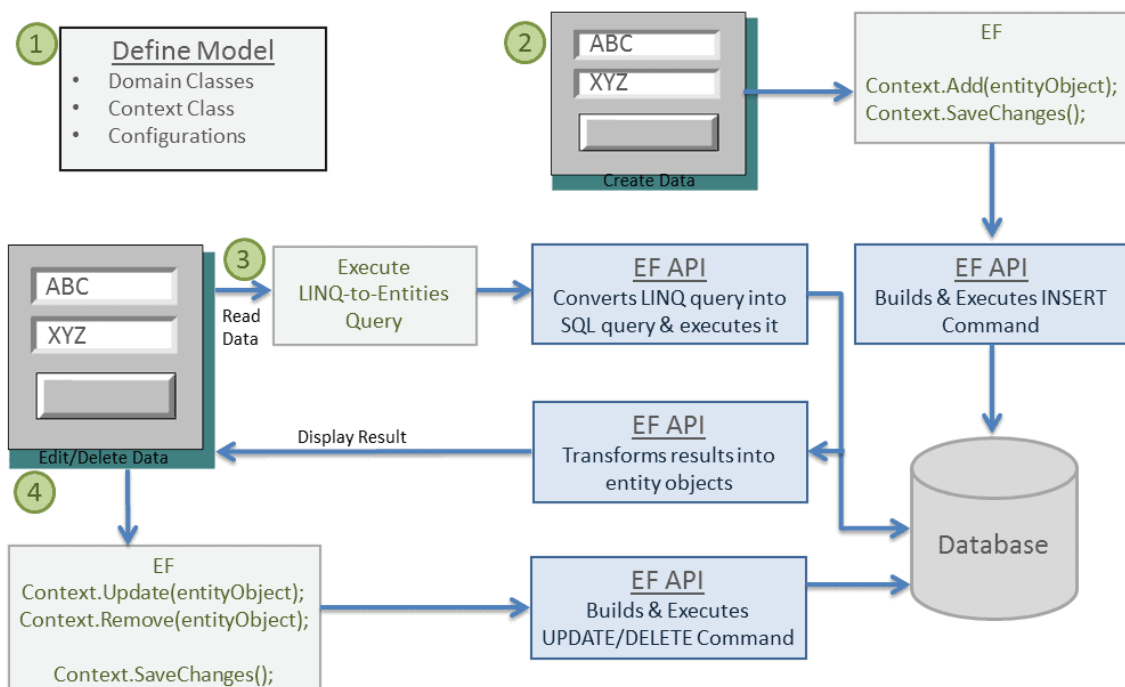 1
Define Model
• Domain Classes
• Context Class
• Configurations
2
ABC
XYZ
Create Data
EF
Context.Add(entityObject);
Context.SaveChanges();
ABC
XYZ
Edit/Delete Data
3
Read
Data
Execute
LINQ-to-Entities
Query
EF API
Converts LINQ query into
SQL query & executes it
EF API
Builds & Executes INSERT
Command
Display Result
EF API
Transforms results into
entity objects
Database
4
EF
Context.Update(entityObject);
Context.Remove(entityObject);
Context.SaveChanges();
EF API
Builds & Executes
UPDATE/DELETE Command